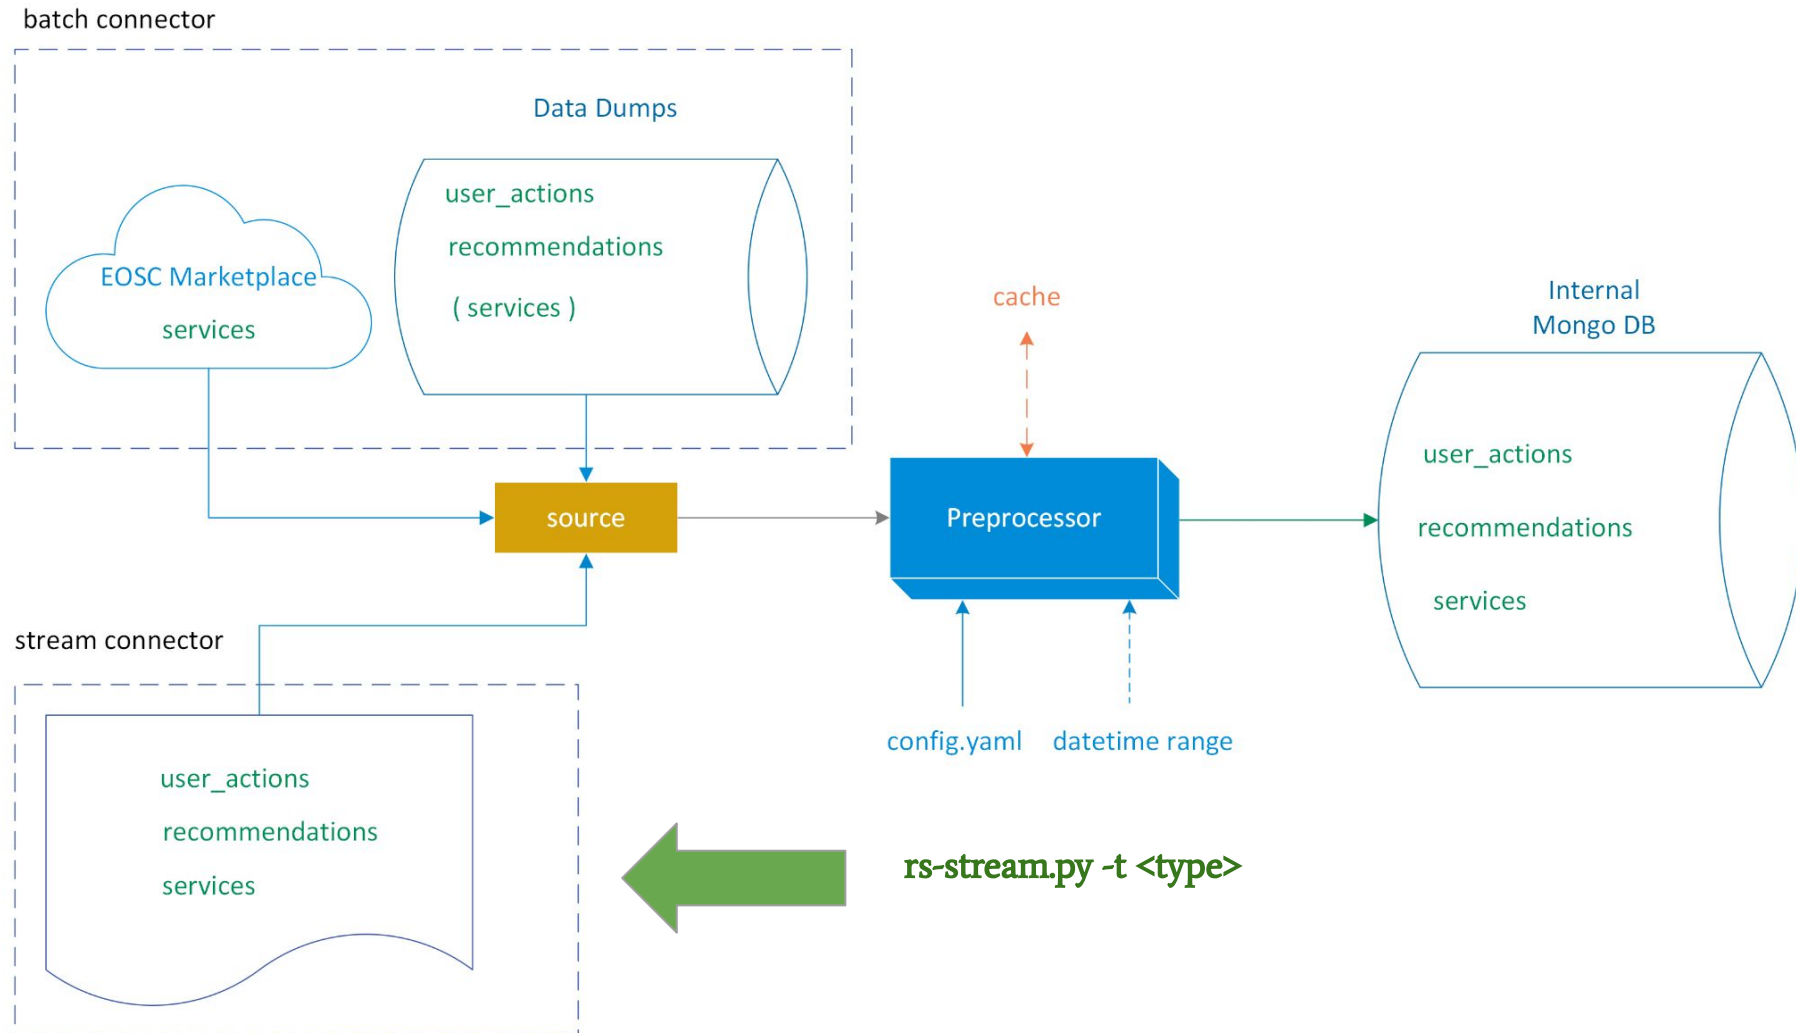 batch connector
Data Dumps
user_actions
recommendations
( services )
EOSC Marketplace
services
cache
Internal
Mongo DB
user_actions
recommendations
services
source
Preprocessor
config.yaml
datetime range
stream connector
user_actions
recommendations
services
rs-stream.py -t <type>